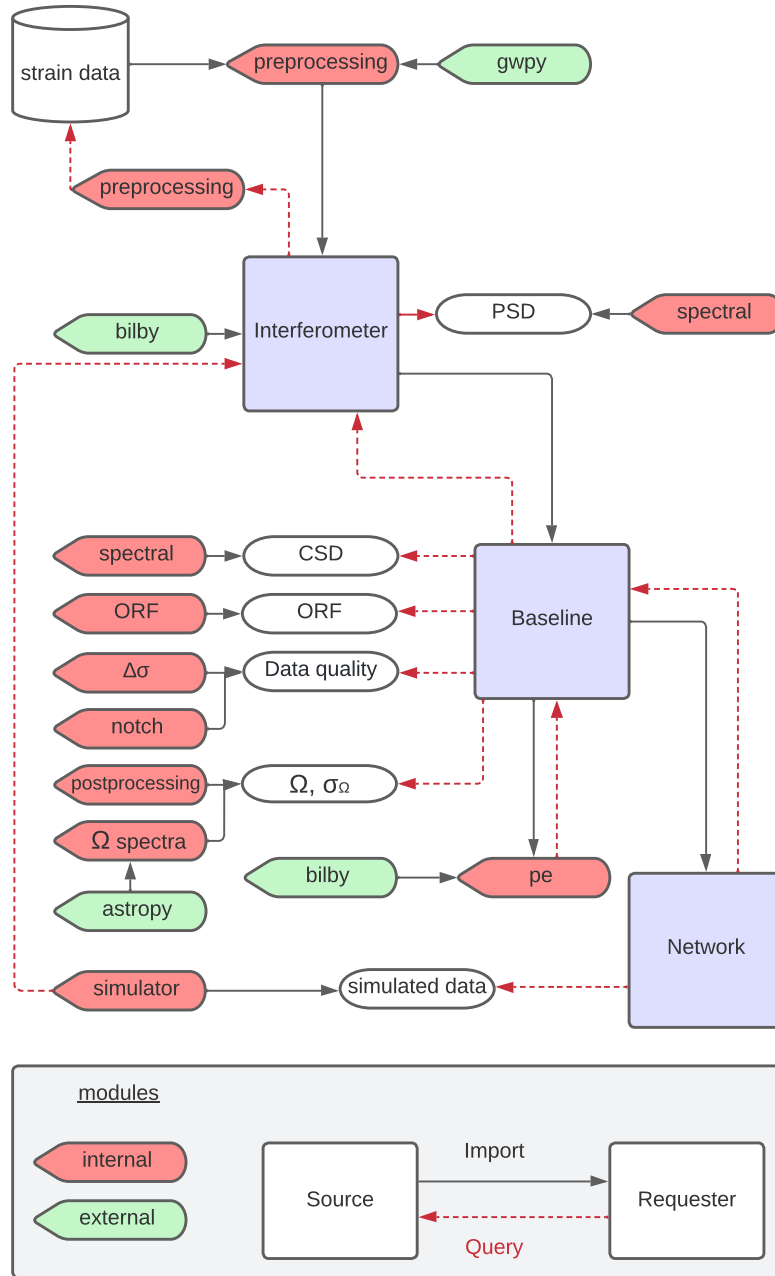 strain data
preprocessing
gwpy
preprocessing
bilby
Interferometer
PSD
spectral
spectral
CSD
ORF
ORF
Baseline
Δσ
Data quality
notch
postprocessing
Ω, σΩ
Ω spectra
bilby
pe
astropy
Network
simulator
simulated data
modules
internal
external
Source
Import
Requester
Query